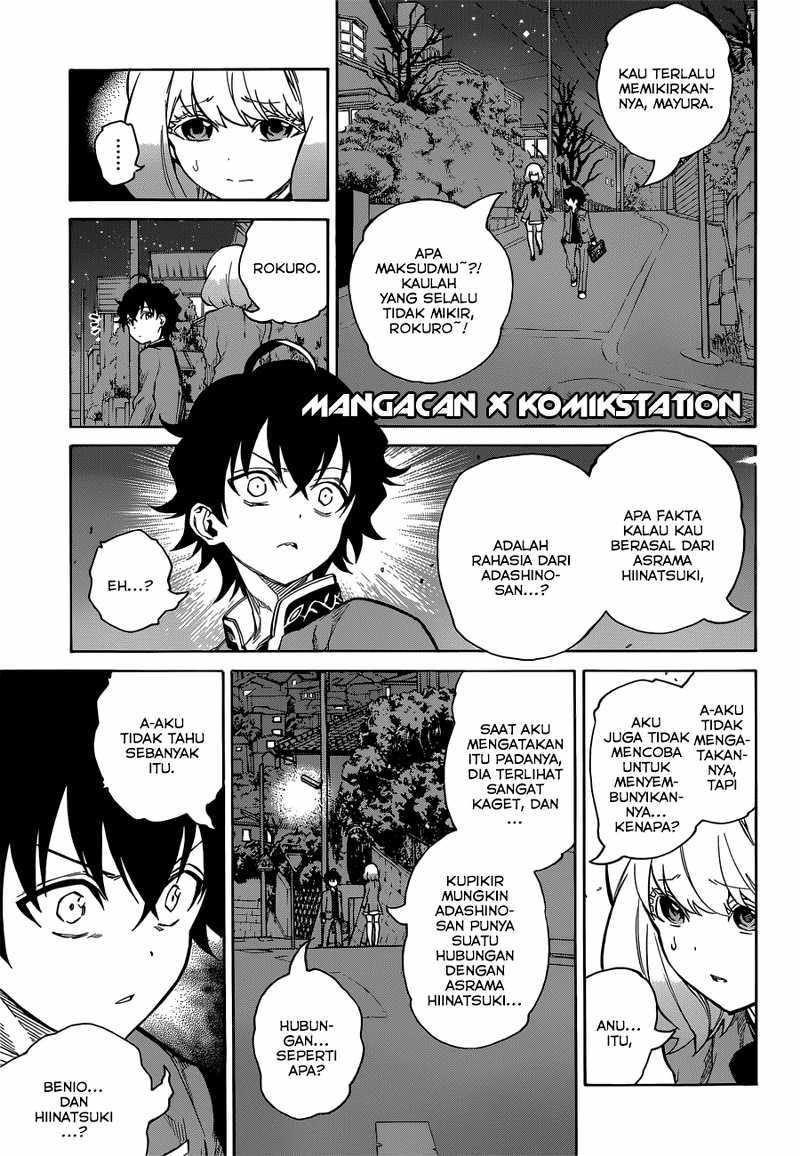 KAU TERLALU
MEMIKIRKAN-
NYA, MAYURA.
APA
MAKSUDMU~?!
KAULAH
YANG SELALU
TIDAK MIKIR,
ROKURO~!
......
ROKURO.
MANGACAN X KOMIKSTATION
APA FAKTA
KALAU KAU
BERASAL DARI
ASRAMA
HIINATSUKI,
ADALAH
RAHASIA DARI
ADASHINO-
SAN...?
EH...?
A-AKU
TIDAK
MENGA-
TAKAN-
NYA,
TAPI
AKU
JUGA TIDAK
MENCOBA
UNTUK
MENYEM-
BUNYIKAN-
NYA...
KENAPA?
ANU...
ITU,
SAAT AKU
MENGATAKAN
ITU PADANYA,
DIA TERLIHAT
SANGAT
KAGET, DAN
...
KUPIKIR
MUNGKIN
ADASHINO-
SAN PUNYA
SUATU
HUBUNGAN
DENGAN
ASRAMA
HIINATSUKI...
HUBUN-
GAN...
SEPERTI
APA?
A-AKU
TIDAK TAHU
SEBANYAK
ITU.
BENIO...
DAN
HIINATSUKI
...?